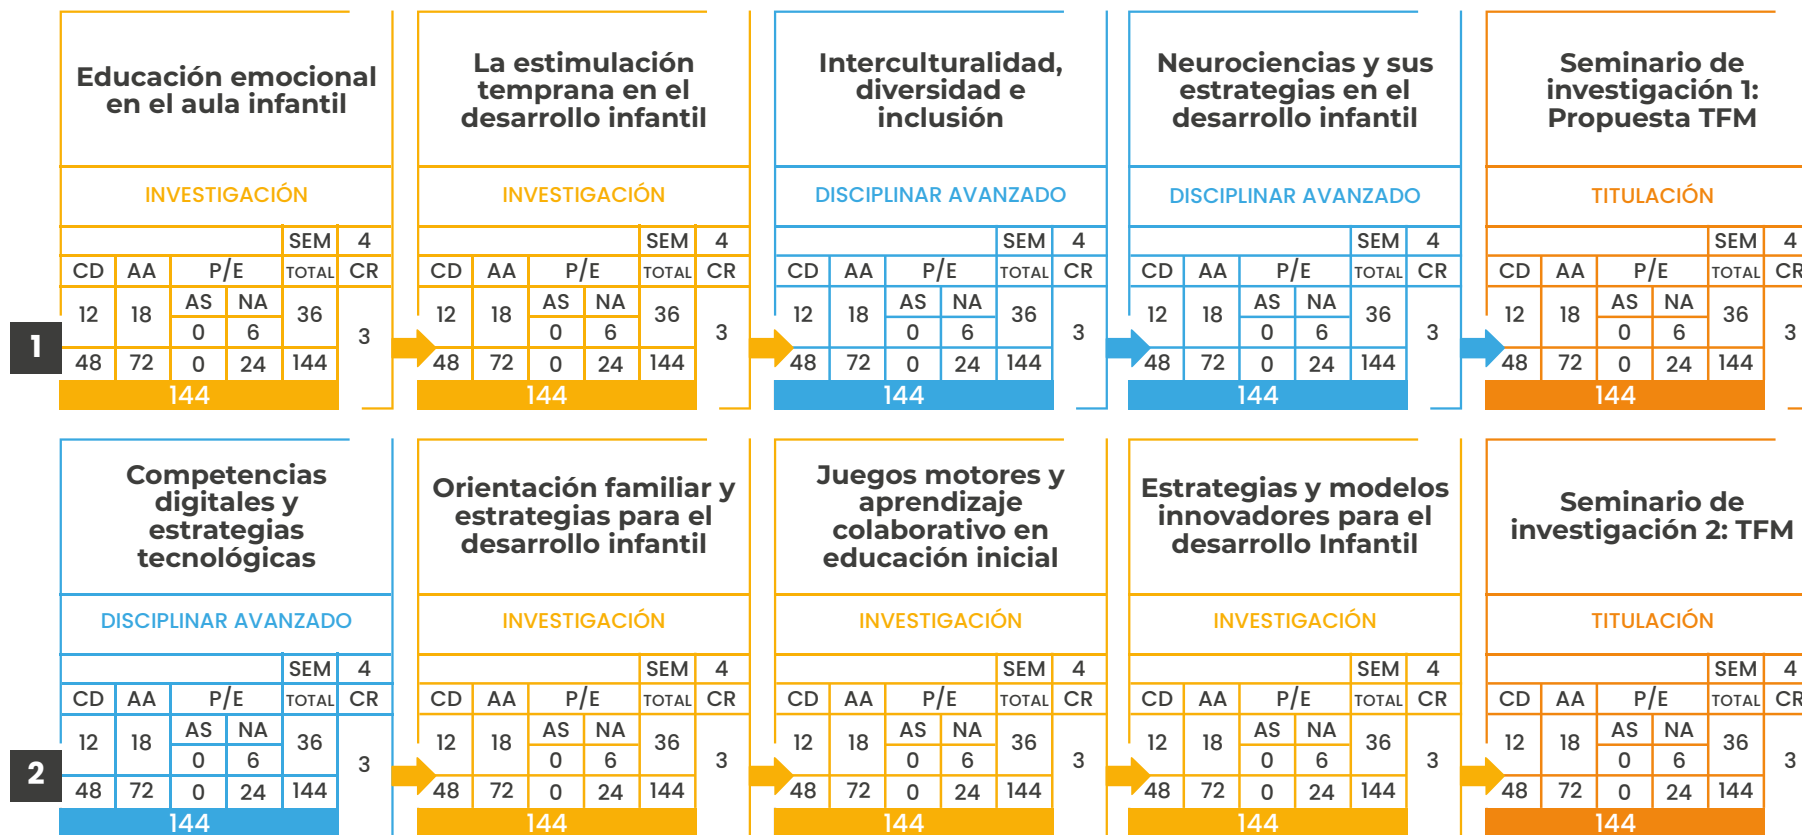 Educación emocional
en el aula infantil
INVESTIGACIÓN
SEM 4
CD AA P/E TOTAL CR
12 18 AS NA 36 3
0 6
48 72 0 24 144
144
La estimulación
temprana en el
desarrollo infantil
INVESTIGACIÓN
SEM 4
CD AA P/E TOTAL CR
12 18 AS NA 36 3
0 6
48 72 0 24 144
144
Interculturalidad,
diversidad e
inclusión
DISCIPLINAR AVANZADO
SEM 4
CD AA P/E TOTAL CR
12 18 AS NA 36 3
0 6
48 72 0 24 144
144
Neurociencias y sus
estrategias en el
desarrollo infantil
DISCIPLINAR AVANZADO
SEM 4
CD AA P/E TOTAL CR
12 18 AS NA 36 3
0 6
48 72 0 24 144
144
Seminario de
investigación 1:
Propuesta TFM
TITULACIÓN
SEM 4
CD AA P/E TOTAL CR
12 18 AS NA 36 3
0 6
48 72 0 24 144
144
1
Competencias
digitales y
estrategias
tecnológicas
DISCIPLINAR AVANZADO
SEM 4
CD AA P/E TOTAL CR
12 18 AS NA 36 3
0 6
48 72 0 24 144
144
Orientación familiar y
estrategias para el
desarrollo infantil
INVESTIGACIÓN
SEM 4
CD AA P/E TOTAL CR
12 18 AS NA 36 3
0 6
48 72 0 24 144
144
Juegos motores y
aprendizaje
colaborativo en
educación inicial
INVESTIGACIÓN
SEM 4
CD AA P/E TOTAL CR
12 18 AS NA 36 3
0 6
48 72 0 24 144
144
Estrategias y modelos
innovadores para el
desarrollo Infantil
INVESTIGACIÓN
SEM 4
CD AA P/E TOTAL CR
12 18 AS NA 36 3
0 6
48 72 0 24 144
144
Seminario de
investigación 2: TFM
TITULACIÓN
SEM 4
CD AA P/E TOTAL CR
12 18 AS NA 36 3
0 6
48 72 0 24 144
144
2